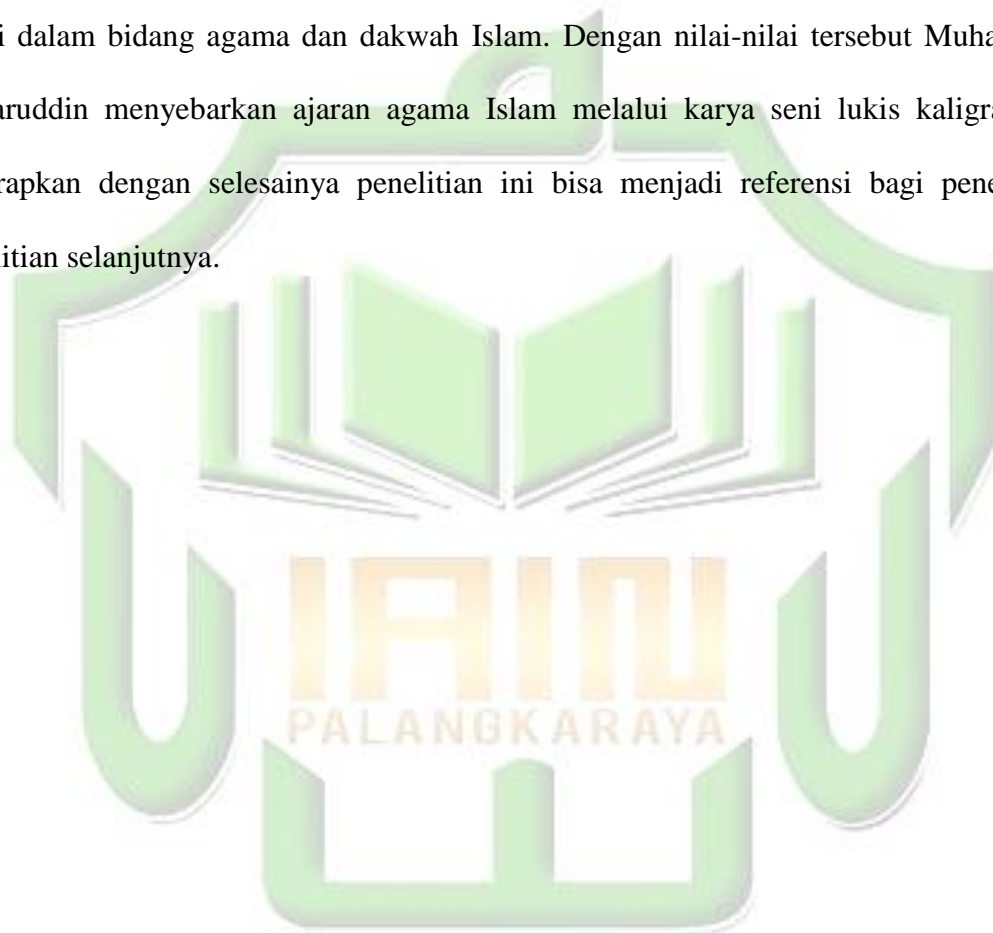 i dalam bidang agama dan dakwah Islam. Dengan nilai-nilai tersebut Muha
aruddin menyebarkan ajaran agama Islam melalui karya seni lukis kaligra
rapkan dengan selesainya penelitian ini bisa menjadi referensi bagi pene
litian selanjutnya.
IAIN
PALANGKARAYA